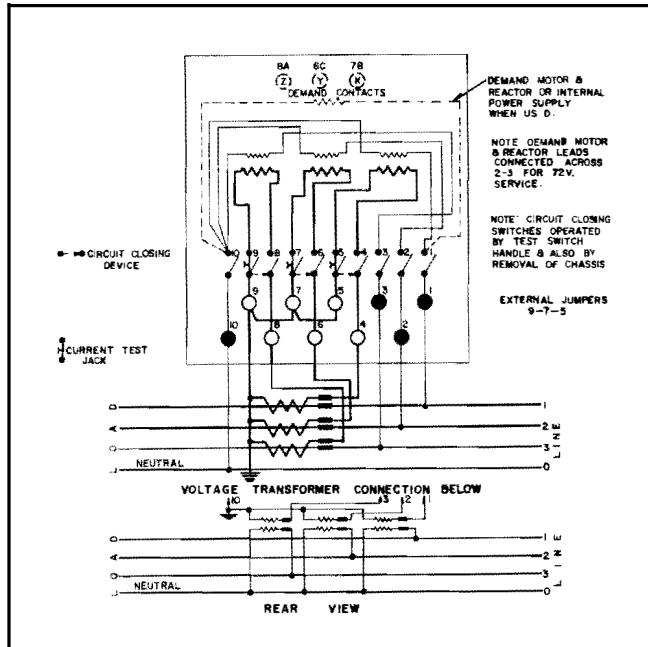 8A 6C 7B
Z Y K
DEMAND CONTACTS
DEMAND MOTOR &
REACTOR OR INTERNAL
POWER SUPPLY
WHEN US D.
NOTE DEMAND MOTOR
& REACTOR LEADS
CONNECTED ACROSS
2-3 FOR 72V.
SERVICE.
NOTE: CIRCUIT CLOSING
SWITCHES OPERATED
BY TEST SWITCH
HANDLE & ALSO BY
REMOVAL OF CHASSIS
EXTERNAL JUMPERS
9-7-5
CIRCUIT CLOSING
DEVICE
10 9 8 7 6 5 4 3 2 1
9 7 5 3 1
10 8 6 4 2
CURRENT TEST
JACK
LOAD
1
2
3
0
LINE
NEUTRAL
VOLTAGE TRANSFORMER CONNECTION BELOW
10 3 2 1
LOAD
1
2
3
0
LINE
NEUTRAL
REAR VIEW